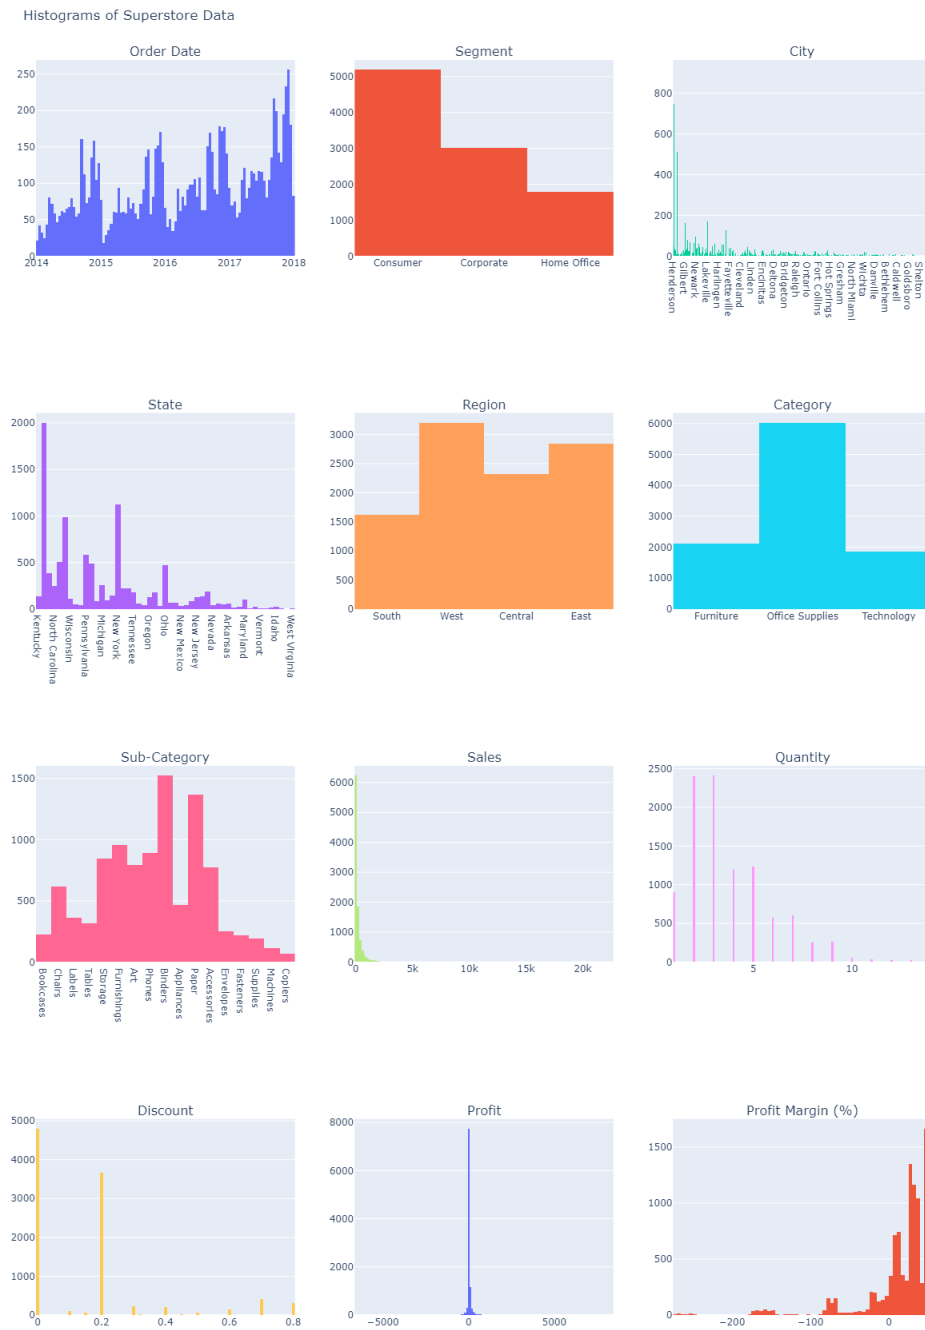 Histograms of Superstore Data
Order Date
Segment
City
250
200
150
100
50
0
2014
2015
2016
2017
2018
5000
4000
3000
2000
1000
0
Consumer
Corporate
Home Office
800
600
400
200
0
Henderson
Gilbert
Newark
Lakeville
Harlingen
Fayetteville
Cleveland
Linden
Encinitas
Deltona
Bridgeton
Raleigh
Ontario
Fort Collins
Hot Springs
Gresham
North Miami
Wichita
Danville
Bethlehem
Caldwell
Goldsboro
Shelton
State
Region
Category
2000
1500
1000
500
0
Kentucky
North Carolina
Wisconsin
Pennsylvania
Michigan
New York
Tennessee
Oregon
Ohio
New Mexico
New Jersey
Nevada
Arkansas
Maryland
Vermont
Idaho
West Virginia
3000
2500
2000
1500
1000
500
0
South
West
Central
East
6000
5000
4000
3000
2000
1000
0
Furniture
Office Supplies
Technology
Sub-Category
Sales
Quantity
1500
1000
500
0
Bookcases
Chairs
Labels
Tables
Storage
Furnishings
Art
Phones
Binders
Appliances
Paper
Accessories
Envelopes
Fasteners
Supplies
Machines
Copiers
6000
5000
4000
3000
2000
1000
0
0
5k
10k
15k
20k
2500
2000
1500
1000
500
0
5
10
Discount
Profit
Profit Margin (%)
5000
4000
3000
2000
1000
0
0
0.2
0.4
0.6
0.8
8000
6000
4000
2000
0
−5000
0
5000
1500
1000
500
0
−200
−100
0